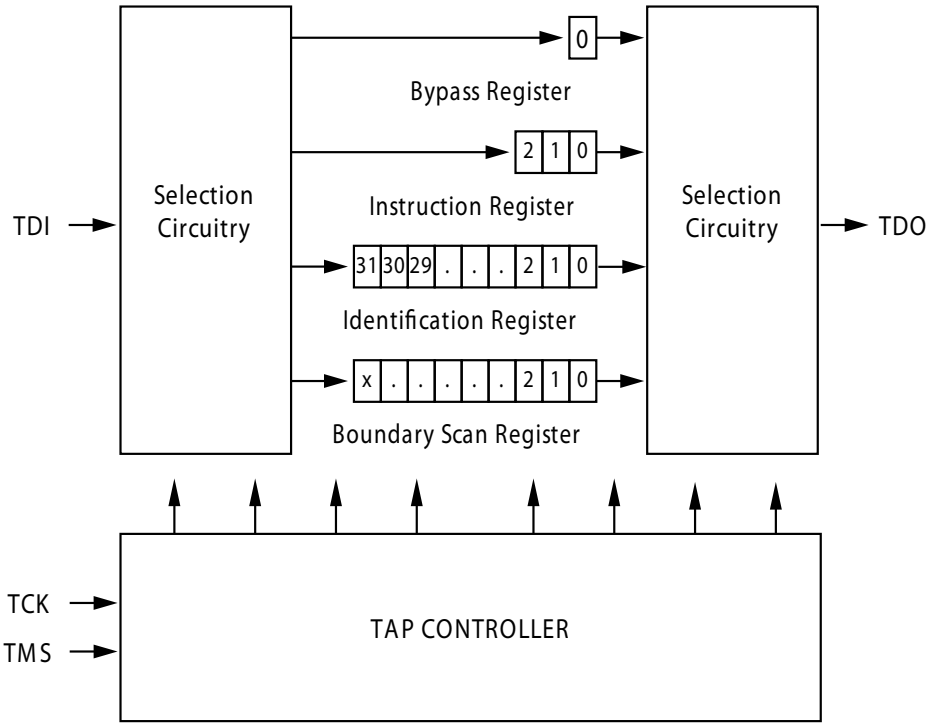 0
Bypass Register
2 1 0
Instruction Register
31 30 29 . . . 2 1 0
Identification Register
x . . . . . 2 1 0
Boundary Scan Register
TDI
Selection
Circuitry
Selection
Circuitry
TDO
TCK
TMS
TAP CONTROLLER